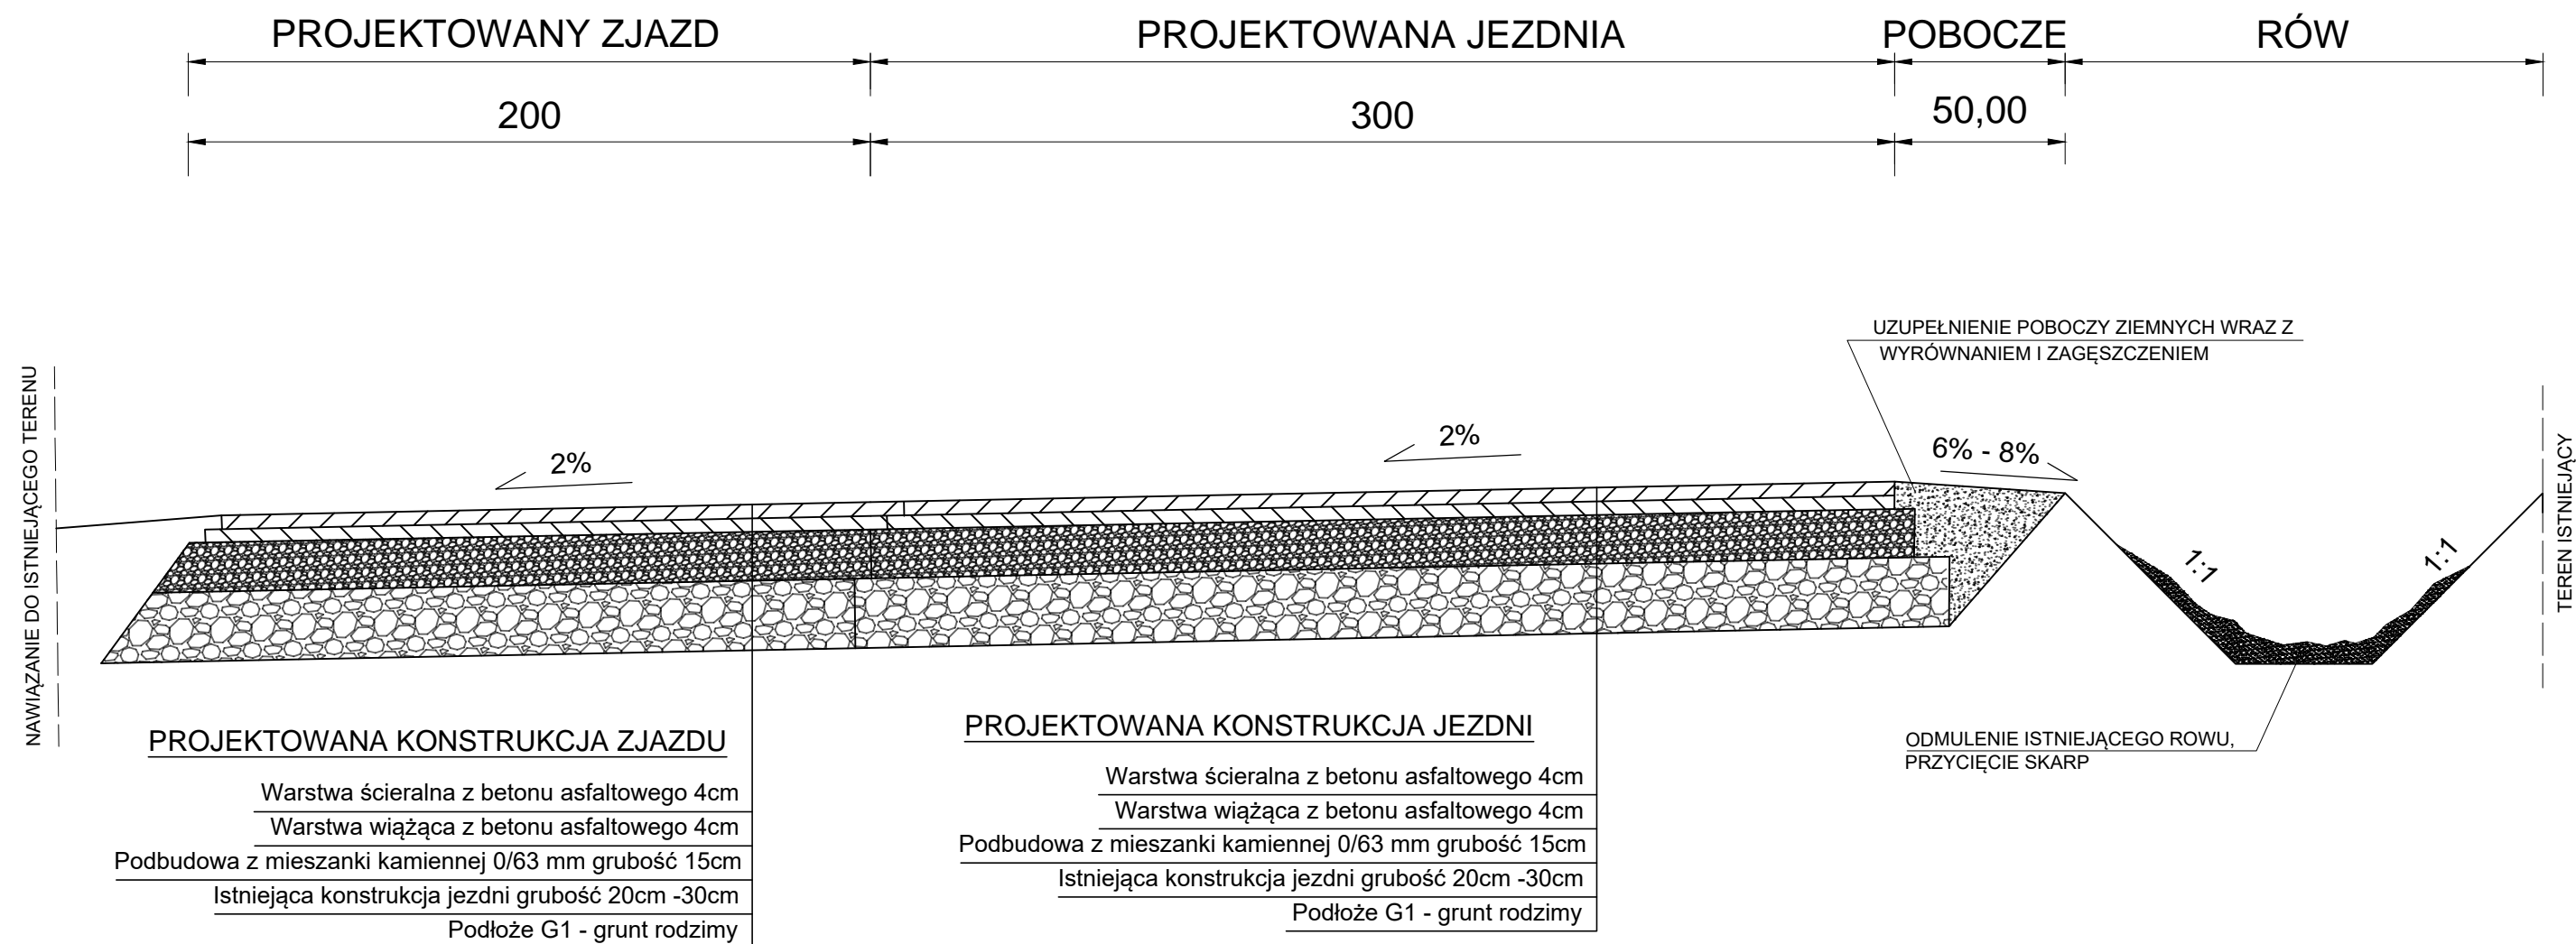 PROJEKTOWANY ZJAZD
PROJEKTOWANA JEZDNIA
POBOCZE
RÓW
200
300
50,00
UZUPEŁNIENIE POBOCZY ZIEMNYCH WRAZ Z
WYRÓWNANIEM I ZAGĘSZCZENIEM
NAWIĄZANIE DO ISTNIEJĄCEGO TERENU
2%
2%
6% - 8%
1:1
1:1
TEREN ISTNIEJĄCY
PROJEKTOWANA KONSTRUKCJA ZJAZDU
Warstwa ścieralna z betonu asfaltowego 4cm
Warstwa wiążąca z betonu asfaltowego 4cm
Podbudowa z mieszanki kamiennej 0/63 mm grubość 15cm
Istniejąca konstrukcja jezdni grubość 20cm -30cm
Podłoże G1 - grunt rodzimy
PROJEKTOWANA KONSTRUKCJA JEZDNI
Warstwa ścieralna z betonu asfaltowego 4cm
Warstwa wiążąca z betonu asfaltowego 4cm
Podbudowa z mieszanki kamiennej 0/63 mm grubość 15cm
Istniejąca konstrukcja jezdni grubość 20cm -30cm
Podłoże G1 - grunt rodzimy
ODMULENIE ISTNIEJĄCEGO ROWU,
PRZYCIĘCIE SKARP